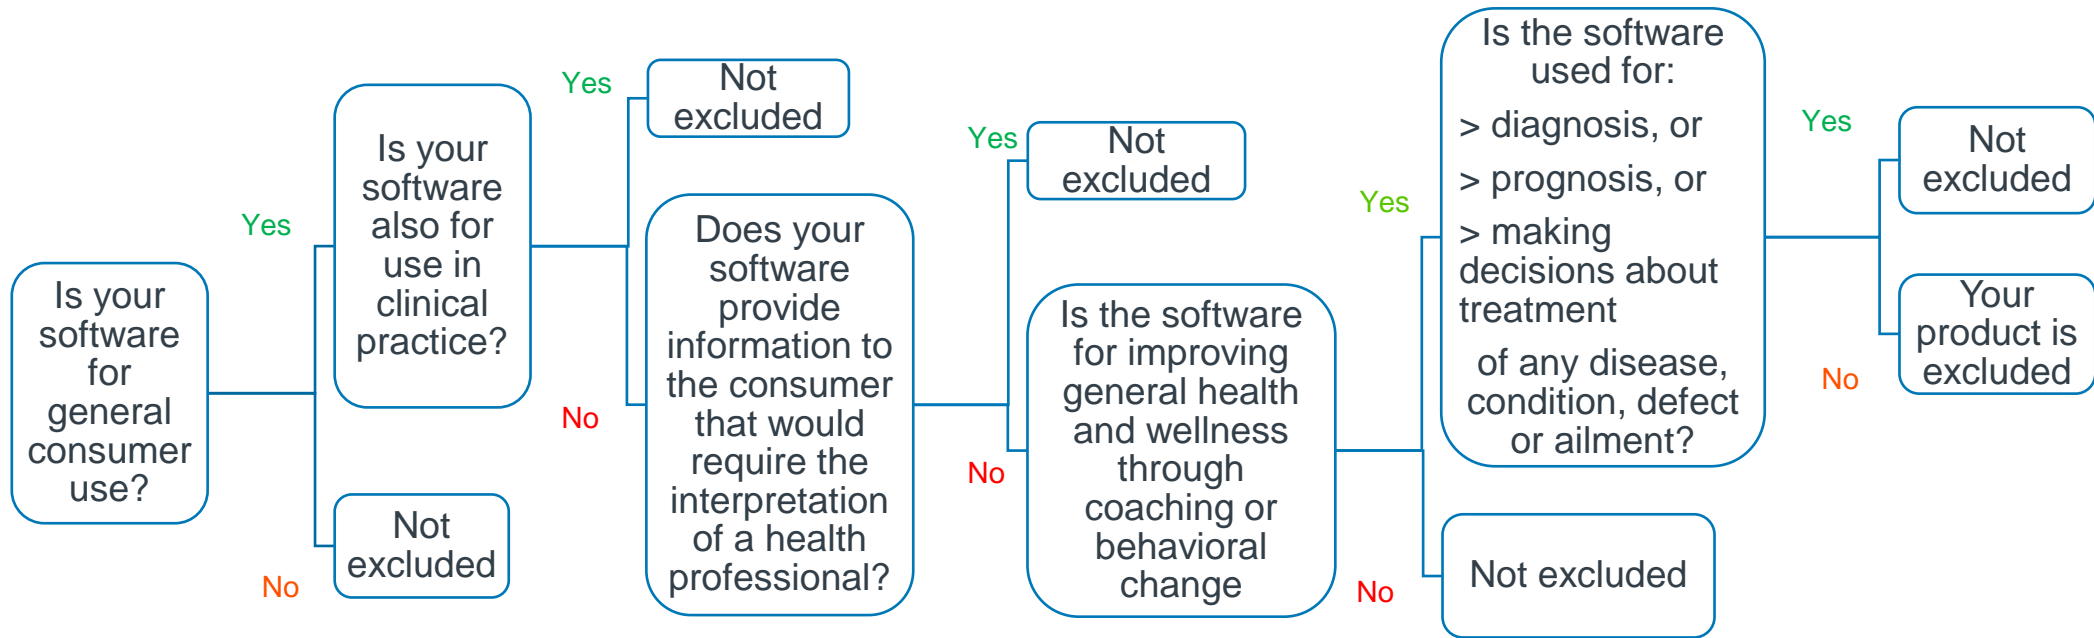 Is your
software
for
general
consumer
use?
Yes
No
Is your
software
also for
use in
clinical
practice?
Not
excluded
Yes
No
Not
excluded
Does your
software
provide
information to
the consumer
that would
require the
interpretation
of a health
professional?
Yes
No
Not
excluded
Is the software
for improving
general health
and wellness
through
coaching or
behavioral
change
Yes
No
Is the software
used for:
> diagnosis, or
> prognosis, or
> making
decisions about
treatment
of any disease,
condition, defect
or ailment?
Not excluded
Yes
No
Not
excluded
Your
product is
excluded